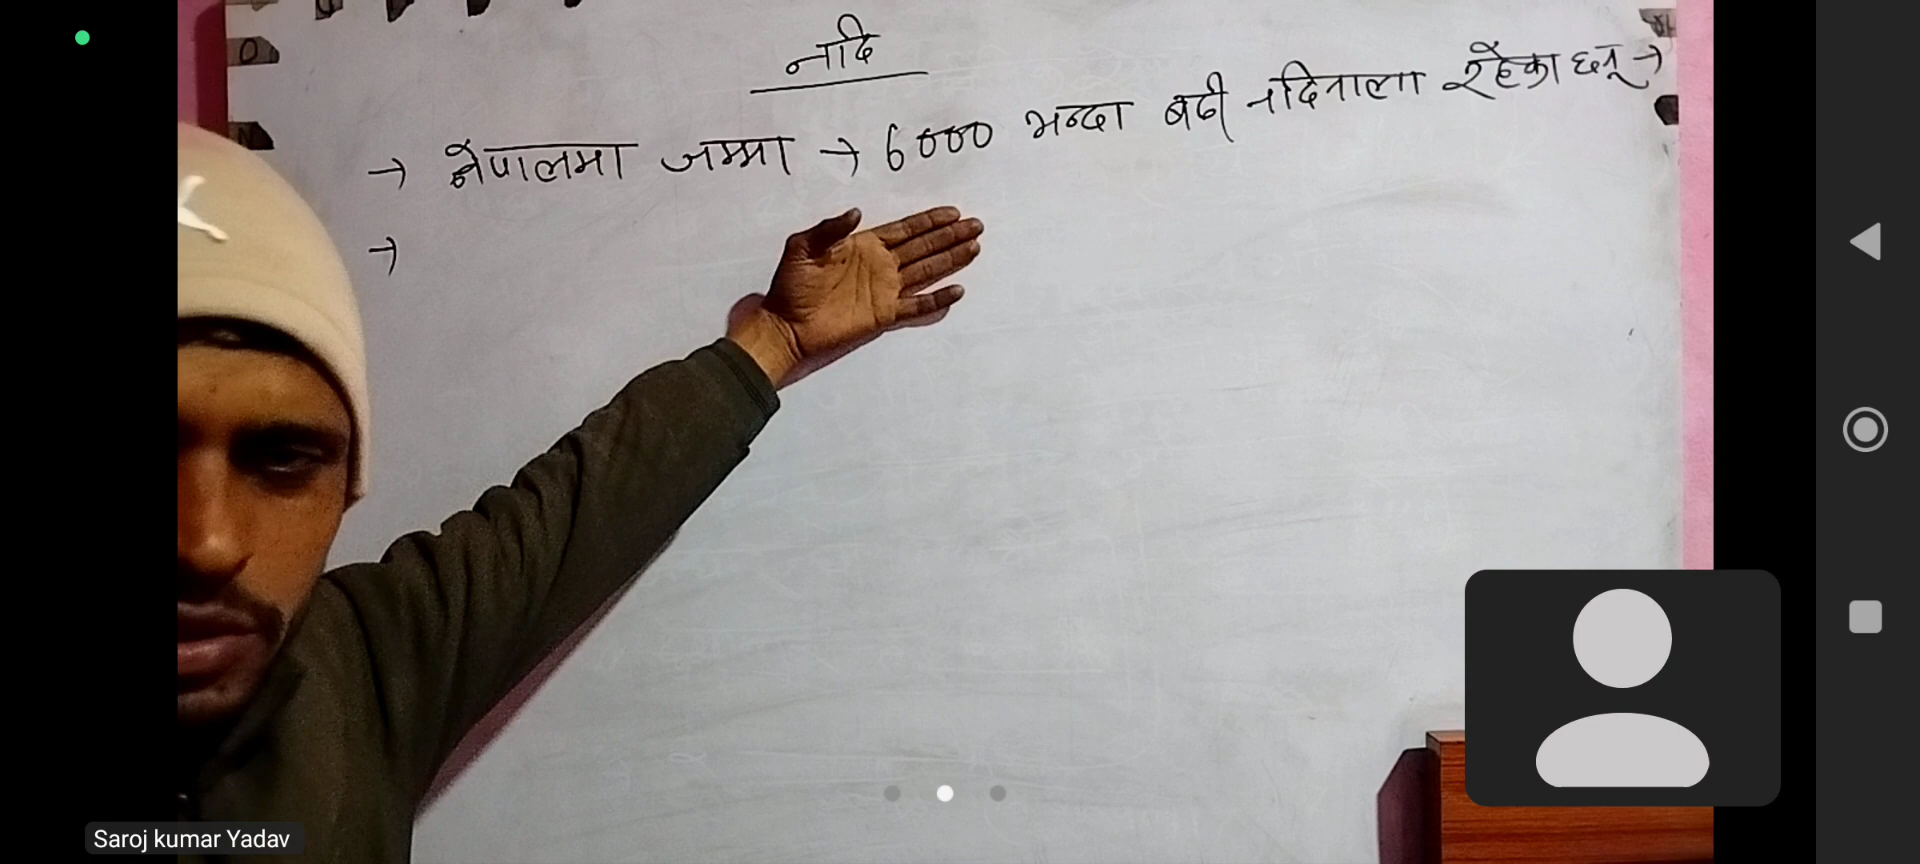 नदि
→ नेपालमा जम्मा → 6000 भन्दा बढी नदिनाला रहेका छन् →
→
Saroj kumar Yadav